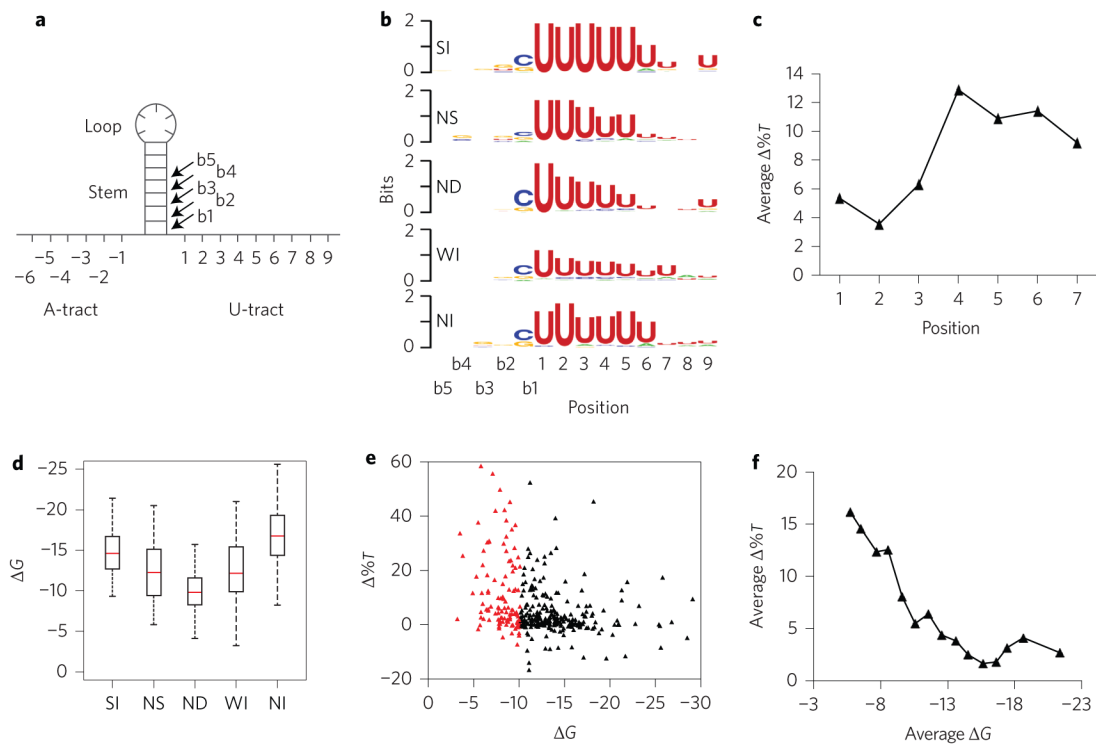 a
Loop
Stem
b5
b4
b3
b2
b1
−5 −3 −1 1 2 3 4 5 6 7 8 9
−6 −4 −2
A-tract U-tract
b
Bits
2
0
SI
C UUUUUU U U
2
0
NS
C UUUUU
2
0
ND
C UUUUU U
2
0
WI
C UUUUUUU
2
0
NI
C UUUUUU
b4 b2 1 2 3 4 5 6 7 8 9
b5 b3 b1
Position
c
Average Δ%T
14
12
10
8
6
4
2
0
1 2 3 4 5 6 7
Position
d
ΔG
−25
−20
−15
−10
−5
0
SI NS ND WI NI
e
Δ%T
60
40
20
0
−20
0 −5 −10 −15 −20 −25 −30
ΔG
f
Average Δ%T
20
15
10
5
0
−3 −8 −13 −18 −23
Average ΔG